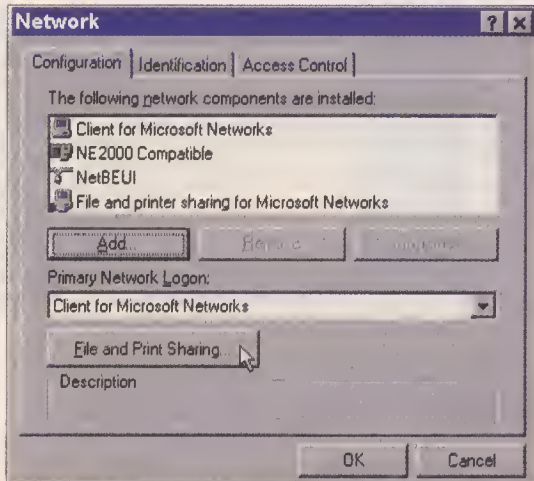 Network
Configuration Identification Access Control
The following network components are installed:
Client for Microsoft Networks
NE2000 Compatible
NetBEUI
File and printer sharing for Microsoft Networks
Add...
Primary Network Logon:
Client for Microsoft Networks
File and Print Sharing...
Description
OK Cancel